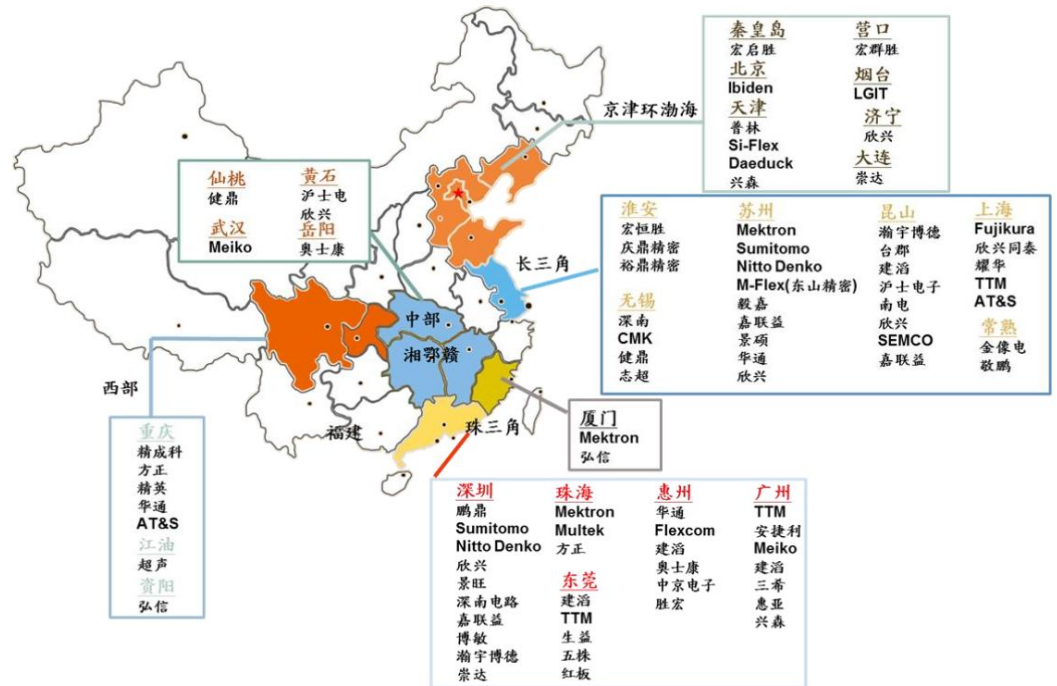 秦皇岛
宏启胜
北京
Ibiden
天津
普林
Si-Flex
Daeduck
兴森
营口
宏群胜
烟台
LGIT
济宁
欣兴
大连
崇达
京津环渤海
仙桃
健鼎
武汉
Meiko
黄石
沪士电
欣兴
岳阳
奥士康
长三角
淮安
宏恒胜
庆鼎精密
裕鼎精密
无锡
深南
CMK
健鼎
志超
苏州
Mektron
Sumitomo
Nitto Denko
M-Flex(东山精密)
毅嘉
嘉联益
景硕
华通
欣兴
昆山
瀚宇博德
台郡
建滔
沪士电子
南电
欣兴
SEMCO
嘉联益
上海
Fujikura
欣兴同泰
耀华
TTM
AT&S
常熟
金像电
敬鹏
中部
湘鄂赣
西部
福建
珠三角
厦门
Mektron
弘信
重庆
精成科
方正
精英
华通
AT&S
江油
超声
资阳
弘信
深圳
鹏鼎
Sumitomo
Nitto Denko
欣兴
景旺
深南电路
嘉联益
博敏
瀚宇博德
崇达
珠海
Mektron
Multek
方正
东莞
建滔
TTM
生益
五株
红板
惠州
华通
Flexcom
建滔
奥士康
中京电子
胜宏
广州
TTM
安捷利
Meiko
建滔
三希
惠亚
兴森